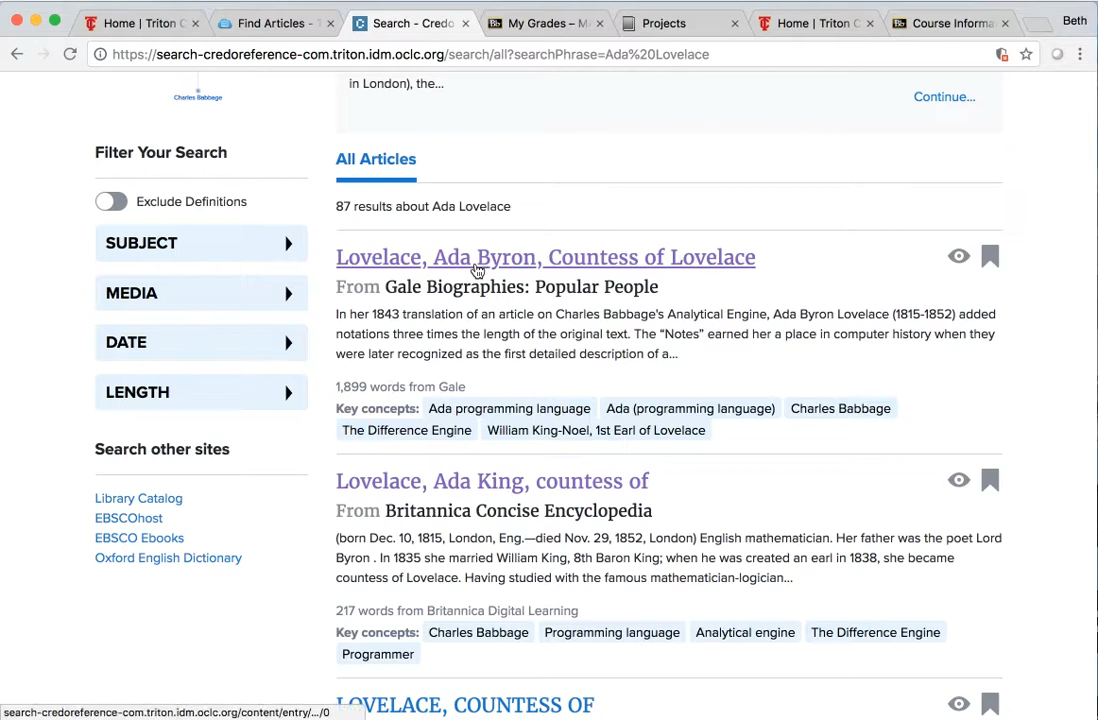 Home | Triton C
Find Articles - T
Search - Credo
My Grades – M
Projects
Home | Triton C
Course Informa
Beth
https://search-credoreference-com.triton.idm.oclc.org/search/all?searchPhrase=Ada%20Lovelace
Charles Babbage
in London), the...
Continue...
Filter Your Search
Exclude Definitions
SUBJECT
MEDIA
DATE
LENGTH
Search other sites
Library Catalog
EBSCOhost
EBSCO Ebooks
Oxford English Dictionary
All Articles
87 results about Ada Lovelace
Lovelace, Ada Byron, Countess of Lovelace
From Gale Biographies: Popular People
In her 1843 translation of an article on Charles Babbage's Analytical Engine, Ada Byron Lovelace (1815-1852) added
notations three times the length of the original text. The “Notes” earned her a place in computer history when they
were later recognized as the first detailed description of a...
1,899 words from Gale
Key concepts: Ada programming language Ada (programming language) Charles Babbage
The Difference Engine William King-Noel, 1st Earl of Lovelace
Lovelace, Ada King, countess of
From Britannica Concise Encyclopedia
(born Dec. 10, 1815, London, Eng.—died Nov. 29, 1852, London) English mathematician. Her father was the poet Lord
Byron . In 1835 she married William King, 8th Baron King; when he was created an earl in 1838, she became
countess of Lovelace. Having studied with the famous mathematician-logician...
217 words from Britannica Digital Learning
Key concepts: Charles Babbage Programming language Analytical engine The Difference Engine
Programmer
LOVELACE, COUNTESS OF
search-credoreference-com.triton.idm.oclc.org/content/entry/.../0